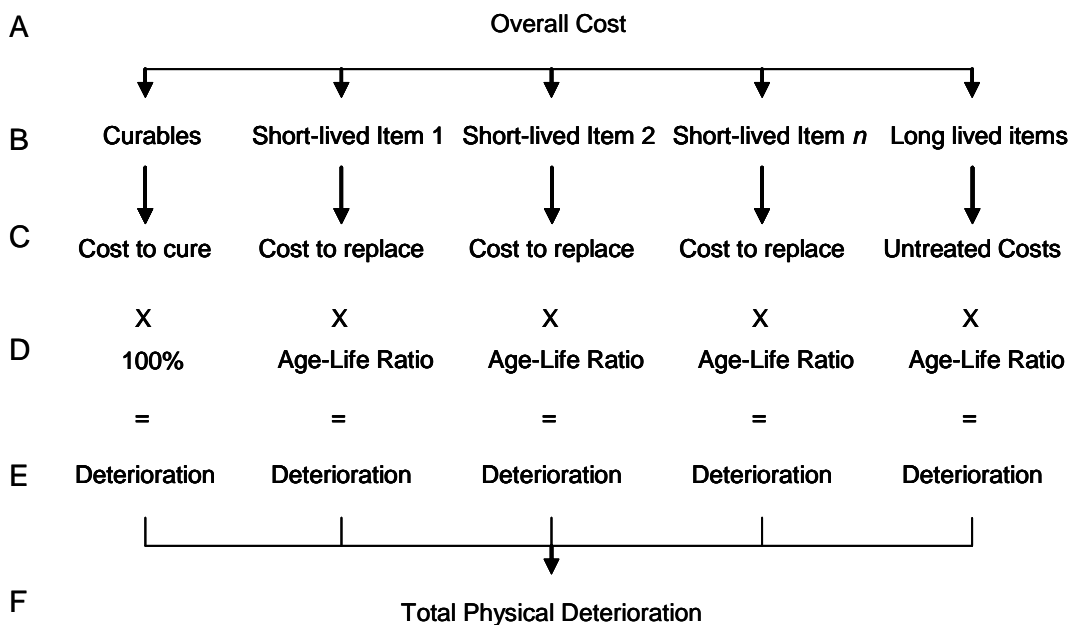 A Overall Cost
B Curables Short-lived Item 1 Short-lived Item 2 Short-lived Item n Long lived items
C Cost to cure Cost to replace Cost to replace Cost to replace Untreated Costs
X X X X X
D 100% Age-Life Ratio Age-Life Ratio Age-Life Ratio Age-Life Ratio
= = = = =
E Deterioration Deterioration Deterioration Deterioration Deterioration
F Total Physical Deterioration